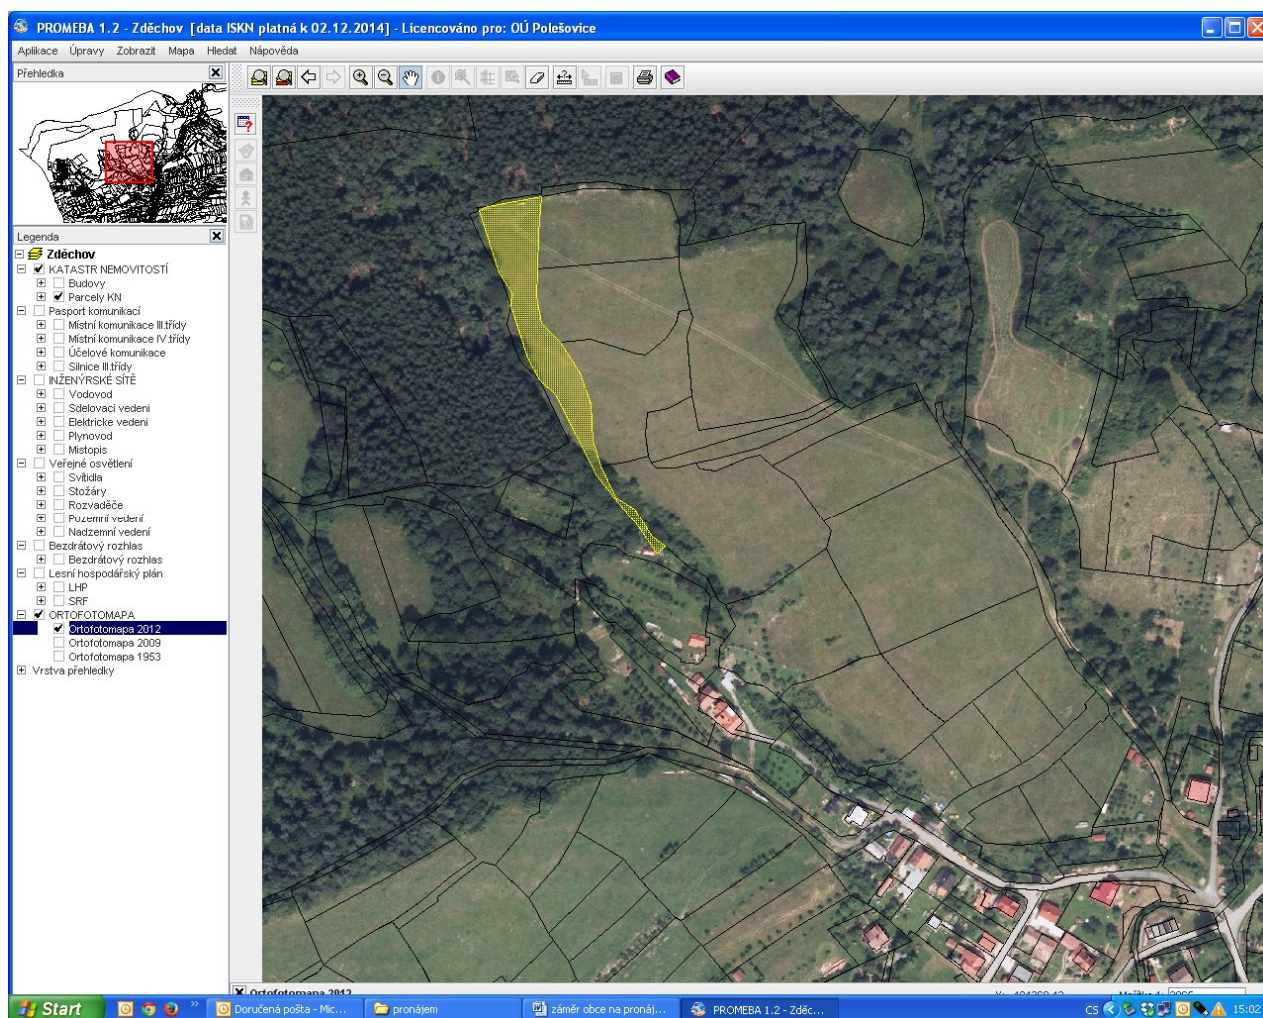 PROMEBA 1.2 - Zděchov [data ISKN platná k 02.12.2014] - Licencováno pro: OÚ Polešovice
Aplikace Úpravy Zobrazit Mapa Hledat Nápověda
Přehledka
Legenda
Zděchov
KATASTR NEMOVITOSTÍ
Budovy
Parcely KN
Pasport komunikací
Místní komunikace III.třídy
Místní komunikace IV.třídy
Účelové komunikace
Silnice III.třídy
INŽENÝRSKÉ SÍTĚ
Vodovod
Sdelovaci vedeni
Elektricke vedeni
Plynovod
Mistopis
Veřejné osvětlení
Svítidla
Stožáry
Rozvaděče
Pozemní vedení
Nadzemní vedení
Bezdrátový rozhlas
Bezdrátový rozhlas
Lesní hospodářský plán
LHP
SRF
ORTOFOTOMAPA
Ortofotomapa 2012
Ortofotomapa 2009
Ortofotomapa 1953
Vrstva přehledky
Ortofotomapa 2012
Start
Doručená pošta - Mic...
pronájem
záměr obce na pronáj...
PROMEBA 1.2 - Zděc...
CS
15:02